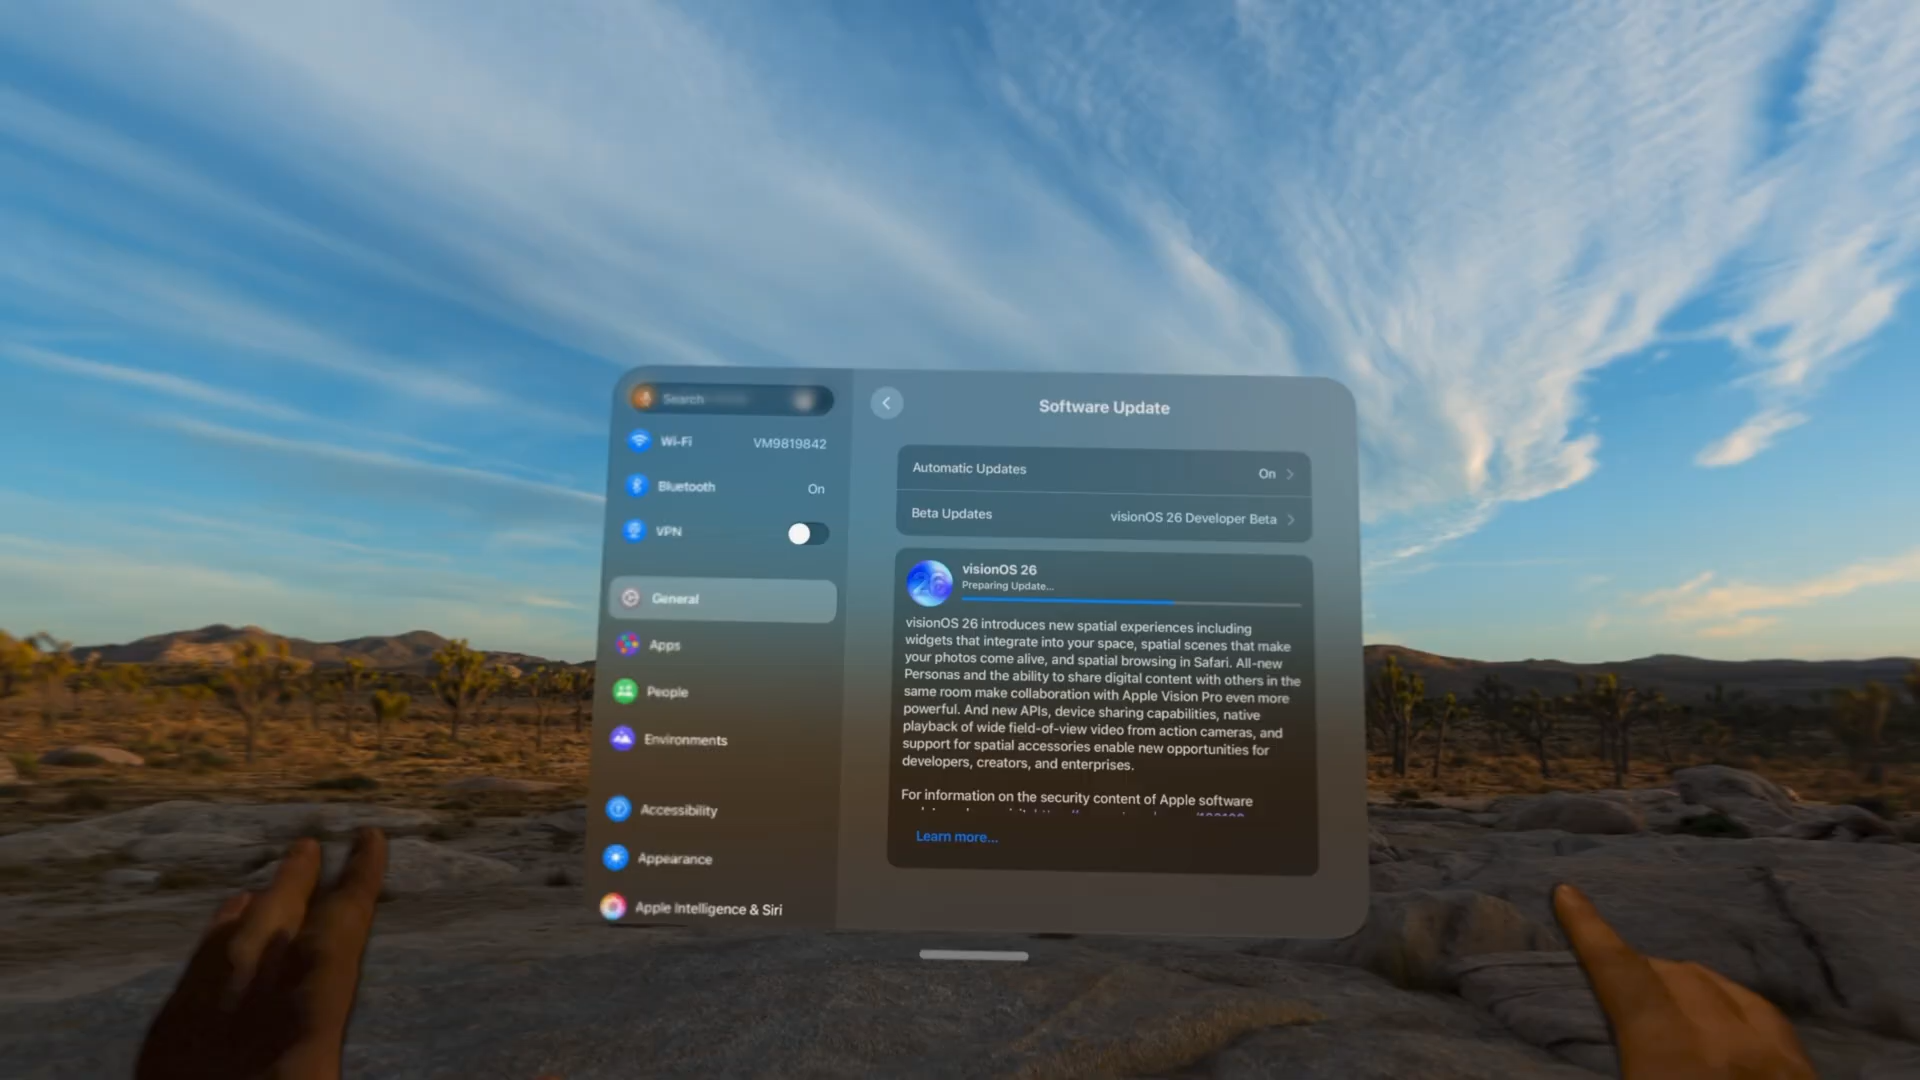 Search
Wi-Fi VM9819842
Bluetooth On
VPN
General
Apps
People
Environments
Accessibility
Appearance
Apple Intelligence & Siri
Software Update
Automatic Updates On
Beta Updates visionOS 26 Developer Beta
26
visionOS 26
Preparing Update...
visionOS 26 introduces new spatial experiences including
widgets that integrate into your space, spatial scenes that make
your photos come alive, and spatial browsing in Safari. All-new
Personas and the ability to share digital content with others in the
same room make collaboration with Apple Vision Pro even more
powerful. And new APIs, device sharing capabilities, native
playback of wide field-of-view video from action cameras, and
support for spatial accessories enable new opportunities for
developers, creators, and enterprises.
For information on the security content of Apple software
Learn more...